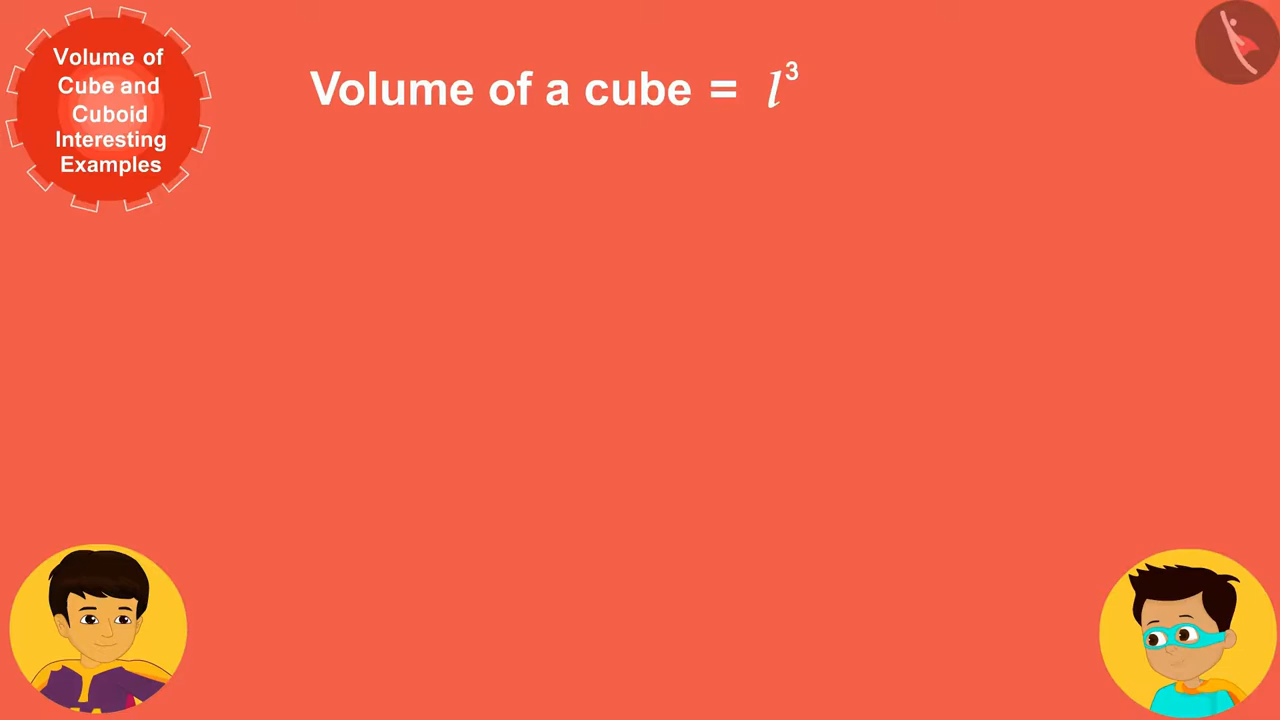 Volume of
Cube and
Cuboid
Interesting
Examples
Volume of a cube = l³